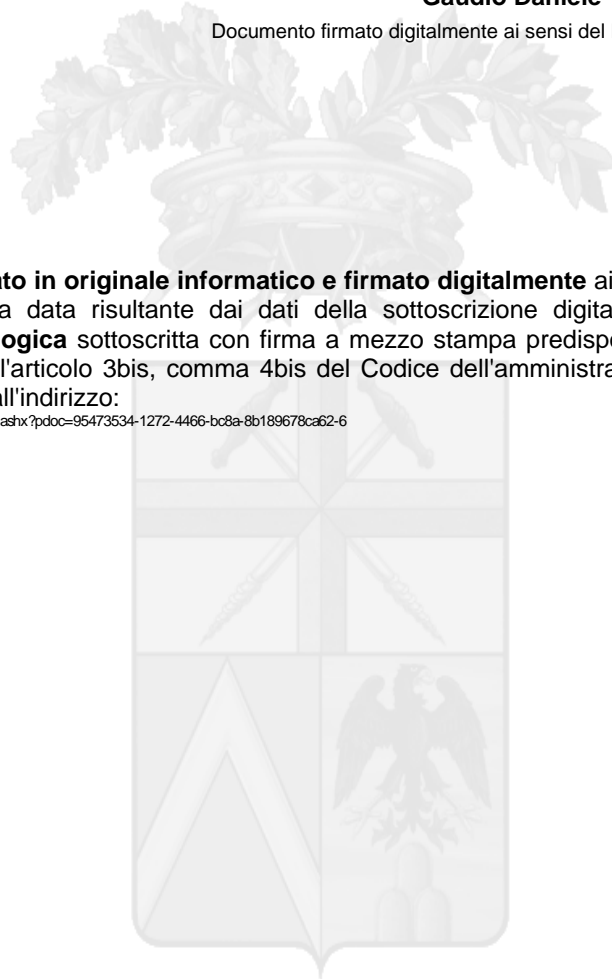 Gaudio Daniele
Documento firmato digitalmente ai sensi del
ato in originale informatico e firmato digitalmente ai
a data risultante dai dati della sottoscrizione digita
ogica sottoscritta con firma a mezzo stampa predispo
l'articolo 3bis, comma 4bis del Codice dell'amministra
all'indirizzo:
ashx?pdoc=95473534-1272-4466-bc8a-8b189678ca62-6